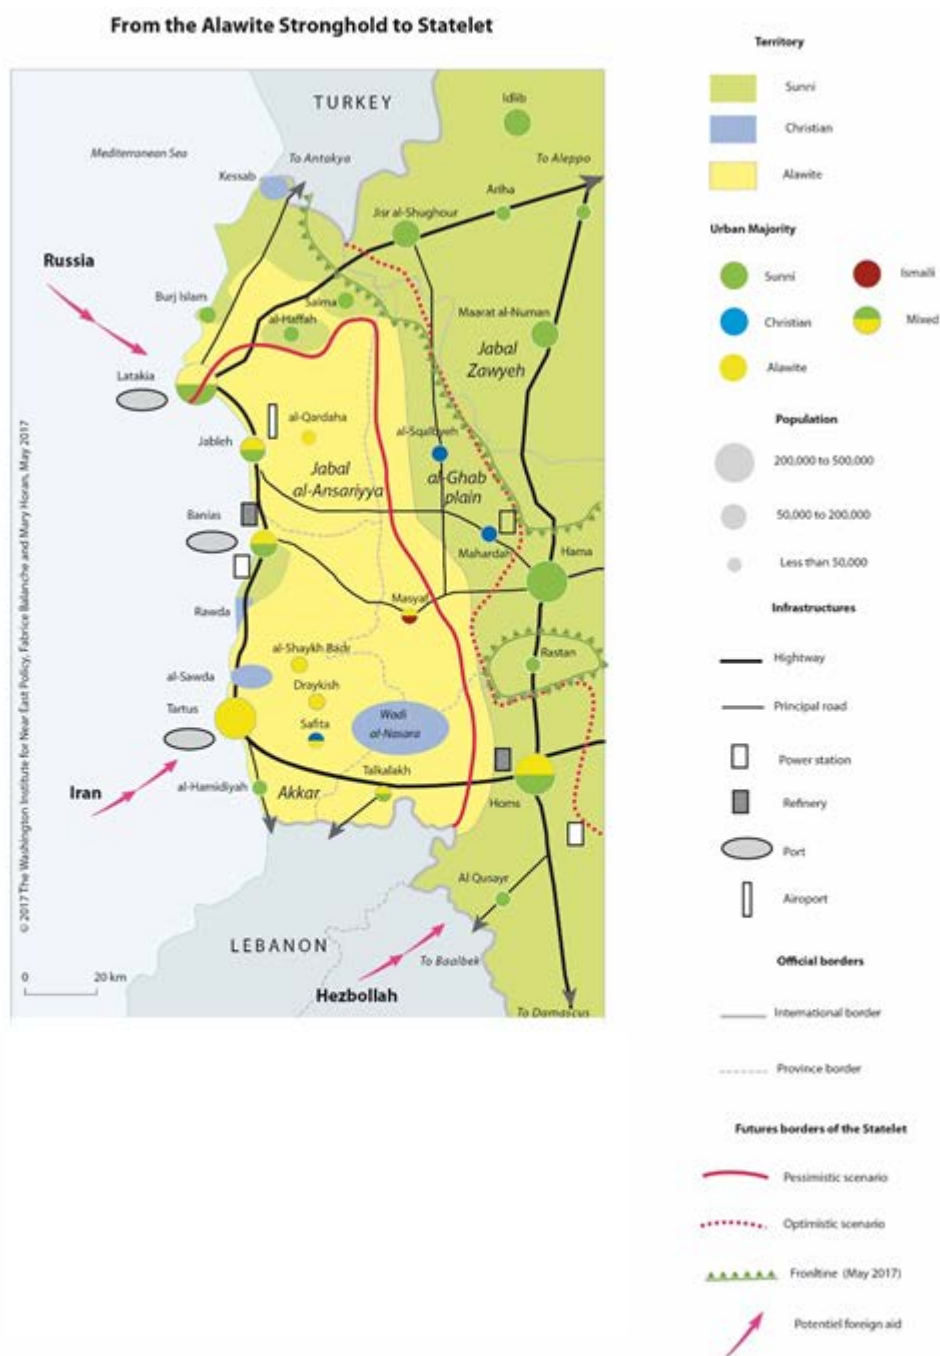 From the Alawite Stronghold to Statelet
TURKEY
Idlib
Mediterranean Sea
To Antakya
To Aleppo
Kessab
Ariha
Jisr al-Shughour
Russia
Burj Islam
Salma
al-Haffah
Maarat al-Numan
Jabal
Zawyeh
Latakia
al-Qardaha
al-Sqalbyeh
Jableh
Jabal
al-Ansariyya
al-Ghab
plain
Banias
Mahardah
Hama
Masyaf
Rawda
al-Shaykh Badr
Rastan
al-Sawda
Draykish
Tartus
Safita
Wadi
al-Nasara
Talkalakh
Iran
al-Hamidiyah
Akkar
Homs
Al Qusayr
LEBANON
To Baalbek
0 20 km
Hezbollah
To Damascus
© 2017 The Washington Institute for Near East Policy, Fabrice Balanche and Mary Horan, May 2017
Territory
Sunni
Christian
Alawite
Urban Majority
Sunni
Ismaili
Christian
Mixed
Alawite
Population
200,000 to 500,000
50,000 to 200,000
Less than 50,000
Infrastructures
Hightway
Principal road
Power station
Refinery
Port
Airoport
Official borders
International border
Province border
Futures borders of the Statelet
Pessimistic scenario
Optimistic scenario
Fronltine (May 2017)
Potentiel foreign aid